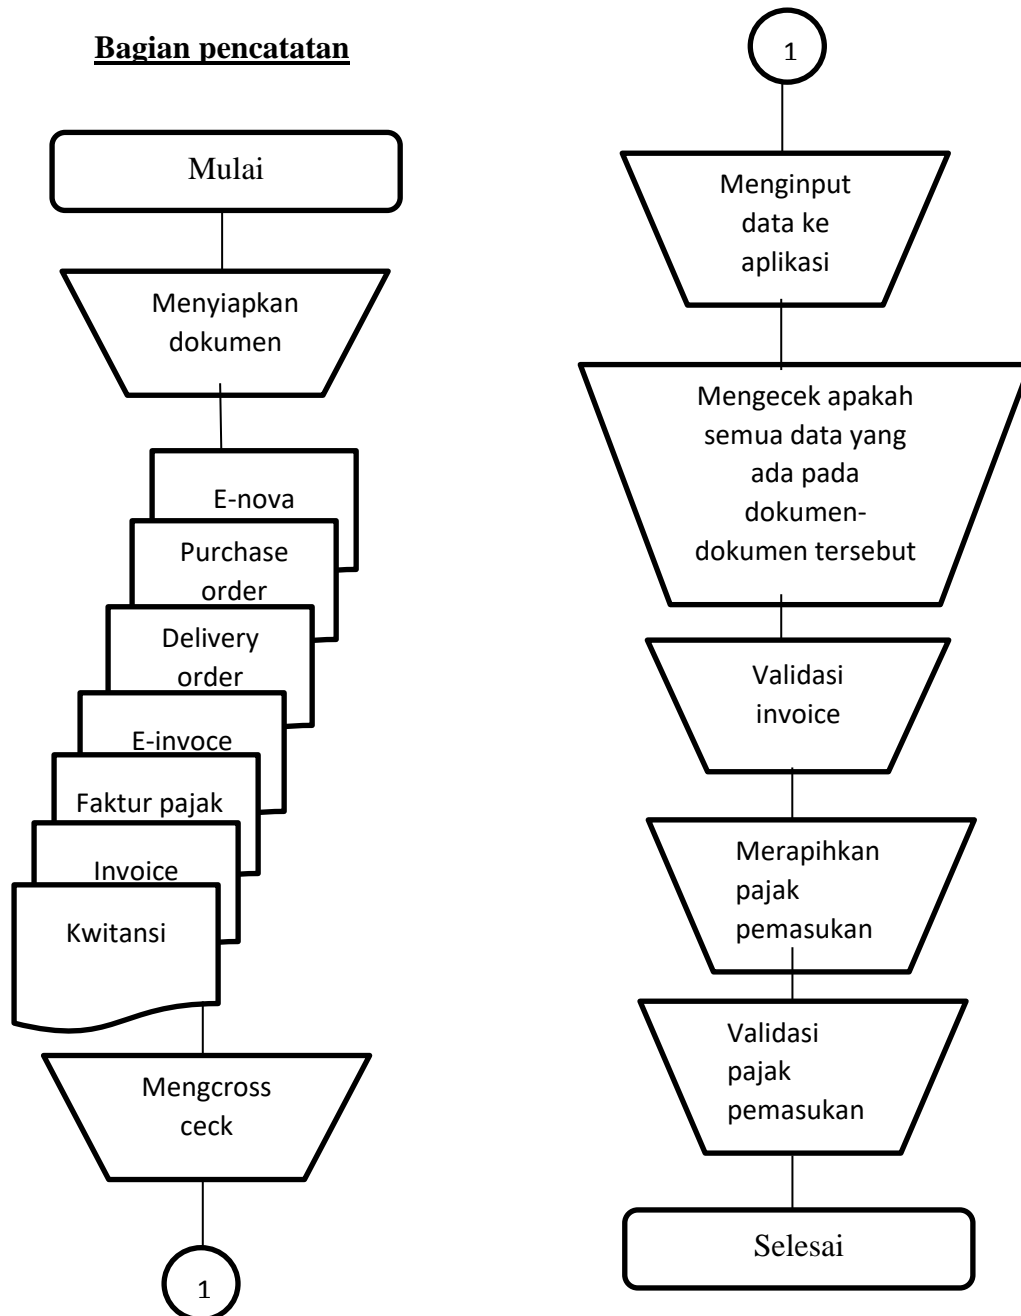 Bagian pencatatan
Mulai
Menyiapkan
dokumen
E-nova
Purchase
order
Delivery
order
E-invoce
Faktur pajak
Invoice
Kwitansi
Mengcross
ceck
1
1
Menginput
data ke
aplikasi
Mengecek apakah
semua data yang
ada pada
dokumen-
dokumen tersebut
Validasi
invoice
Merapihkan
pajak
pemasukan
Validasi
pajak
pemasukan
Selesai